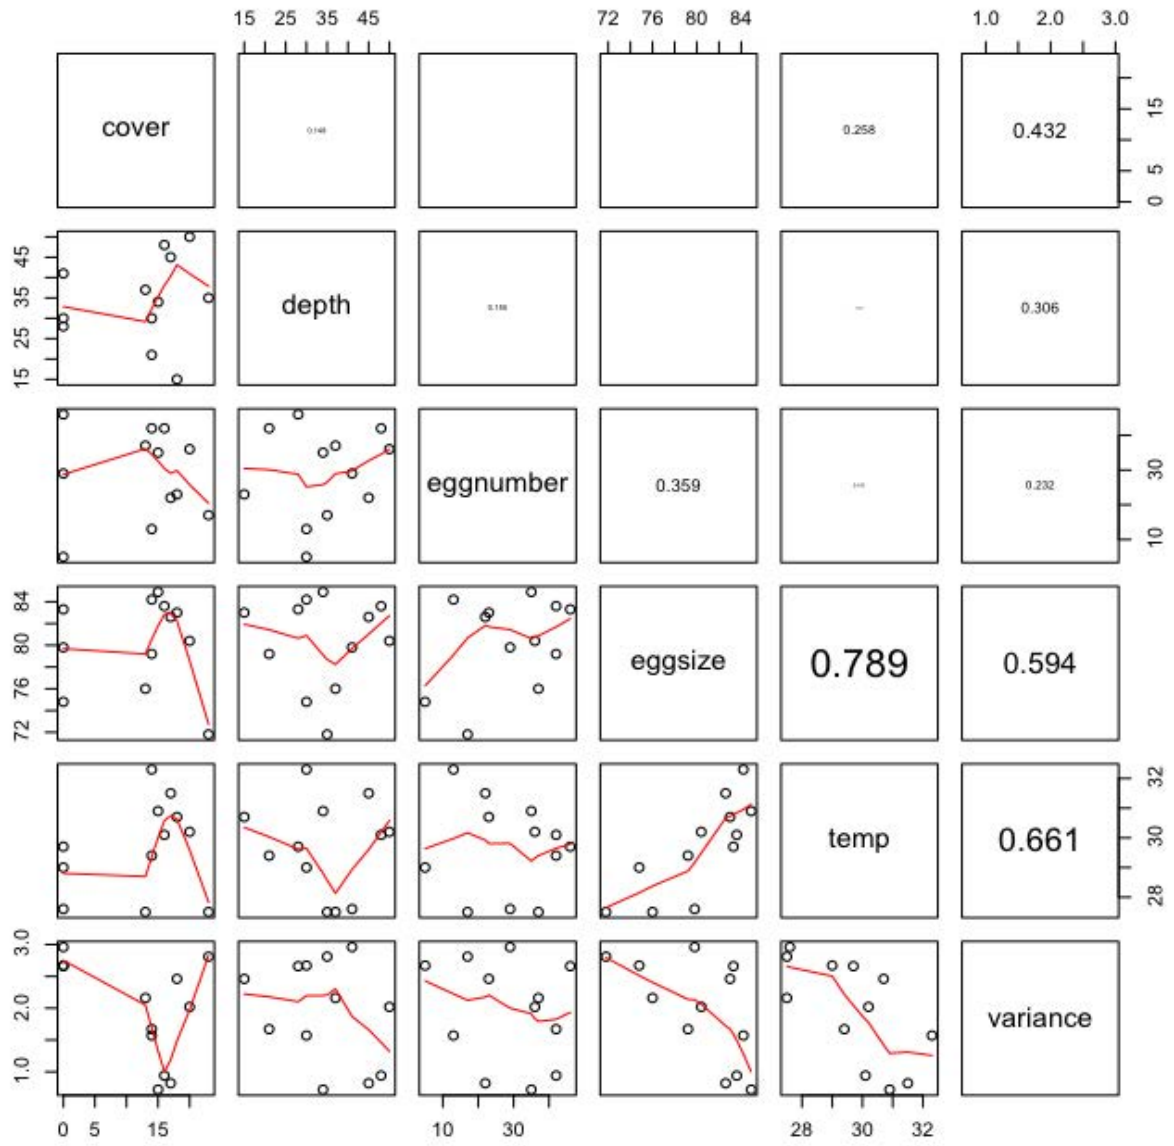 15 25 35 45 72 76 80 84 1.0 2.0 3.0
cover 0.258 0.432
0 5 15
15 25 35 45
depth 0.306
eggnumber 0.359 0.232
10 30
72 76 80 84
eggsize 0.789 0.594
temp 0.661
28 30 32
1.0 2.0 3.0
variance
0 5 15 10 30 28 30 32